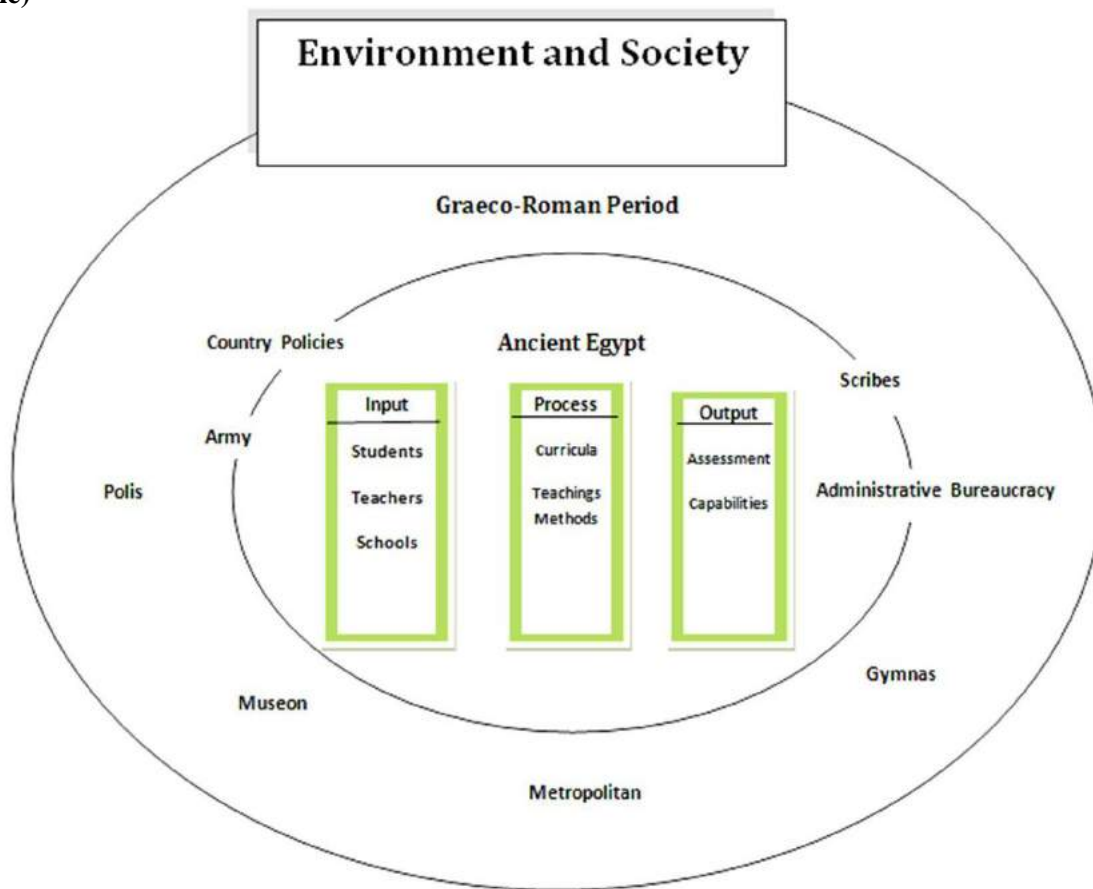 Environment and Society
Graeco-Roman Period
Country Policies
Ancient Egypt
Scribes
Army
Input
Students
Teachers
Schools
Process
Curricula
Teachings
Methods
Output
Assessment
Capabilities
Polis
Administrative Bureaucracy
Museon
Gymnas
Metropolitan